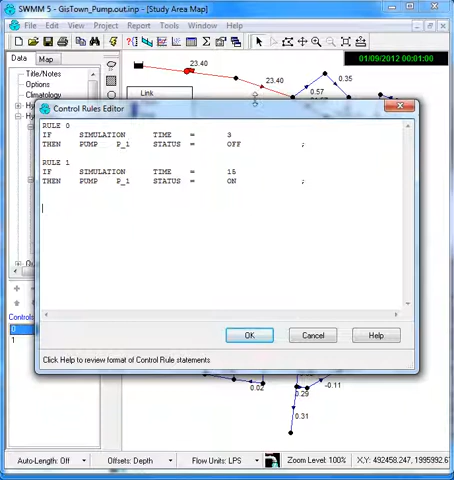 SWMM 5 - GisTown_Pump.out.inp - [Study Area Map]
File Edit View Project Report Tools Window Help
Data Map
01/09/2012 00:01:00
Title/Notes
Options
Climatology
23.40
23.40
0.35
0.57
Link
Control Rules Editor
RULE 0
IF SIMULATION TIME = 3
THEN PUMP P_1 STATUS = OFF ;
RULE 1
IF SIMULATION TIME = 15
THEN PUMP P_1 STATUS = ON ;
Controls
0
1
OK Cancel Help
Click Help to review format of Control Rule statements
0.02
0.29
-0.11
0.31
Auto-Length: Off Offsets: Depth Flow Units: LPS Zoom Level: 100% X,Y: 492458.247, 1995992.6